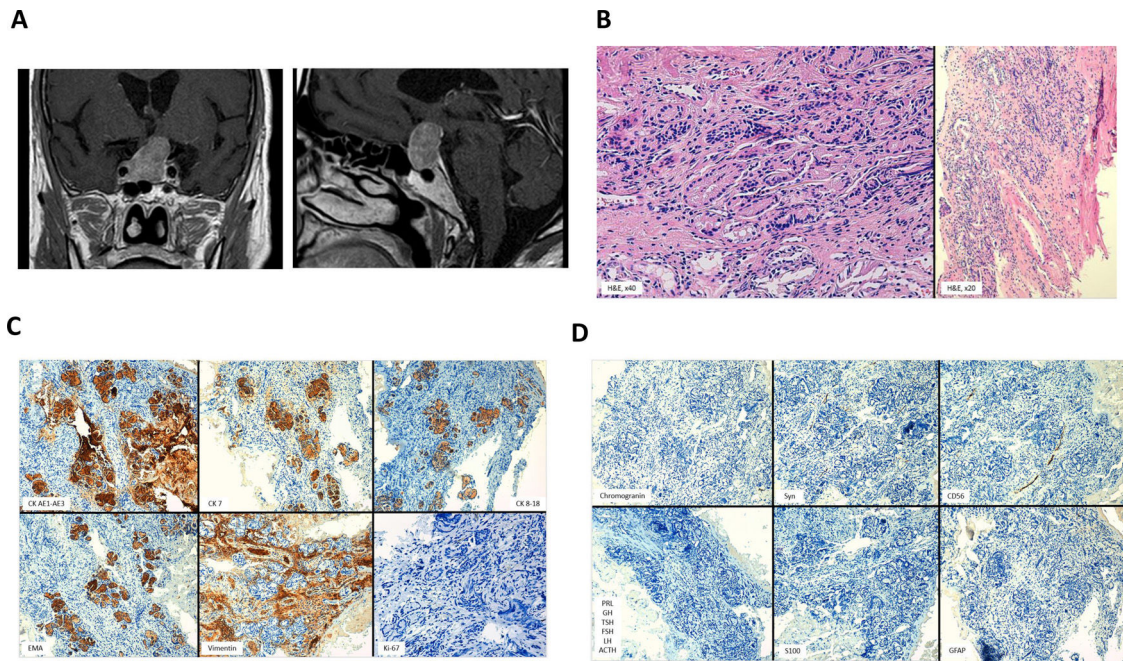 A
B
H&E, x40
H&E, x20
C
D
CK AE1-AE3
CK 7
CK 8-18
EMA
Vimentin
Ki-67
Chromogranin
Syn
CD56
PRL
GH
TSH
FSH
LH
ACTH
S100
GFAP